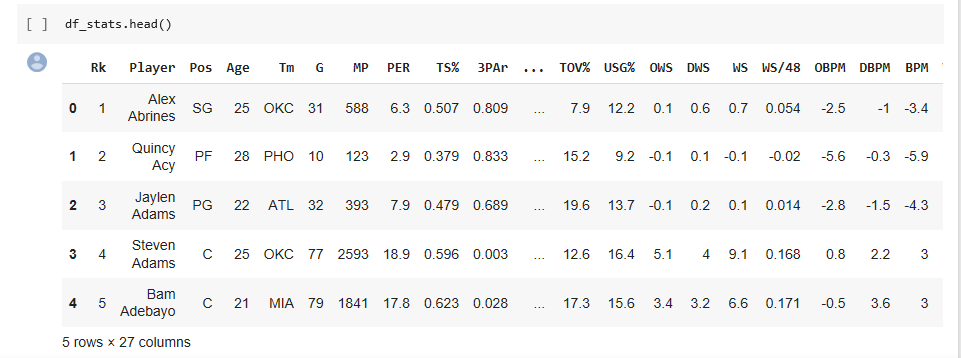 [ ] df_stats.head()
Rk Player Pos Age Tm G MP PER TS% 3PAr ... TOV% USG% OWS DWS WS WS/48 OBPM DBPM BPM
0 1 Alex Abrines SG 25 OKC 31 588 6.3 0.507 0.809 ... 7.9 12.2 0.1 0.6 0.7 0.054 -2.5 -1 -3.4
1 2 Quincy Acy PF 28 PHO 10 123 2.9 0.379 0.833 ... 15.2 9.2 -0.1 0.1 -0.1 -0.02 -5.6 -0.3 -5.9
2 3 Jaylen Adams PG 22 ATL 32 393 7.9 0.479 0.689 ... 19.6 13.7 -0.1 0.2 0.1 0.014 -2.8 -1.5 -4.3
3 4 Steven Adams C 25 OKC 77 2593 18.9 0.596 0.003 ... 12.6 16.4 5.1 4 9.1 0.168 0.8 2.2 3
4 5 Bam Adebayo C 21 MIA 79 1841 17.8 0.623 0.028 ... 17.3 15.6 3.4 3.2 6.6 0.171 -0.5 3.6 3
5 rows × 27 columns